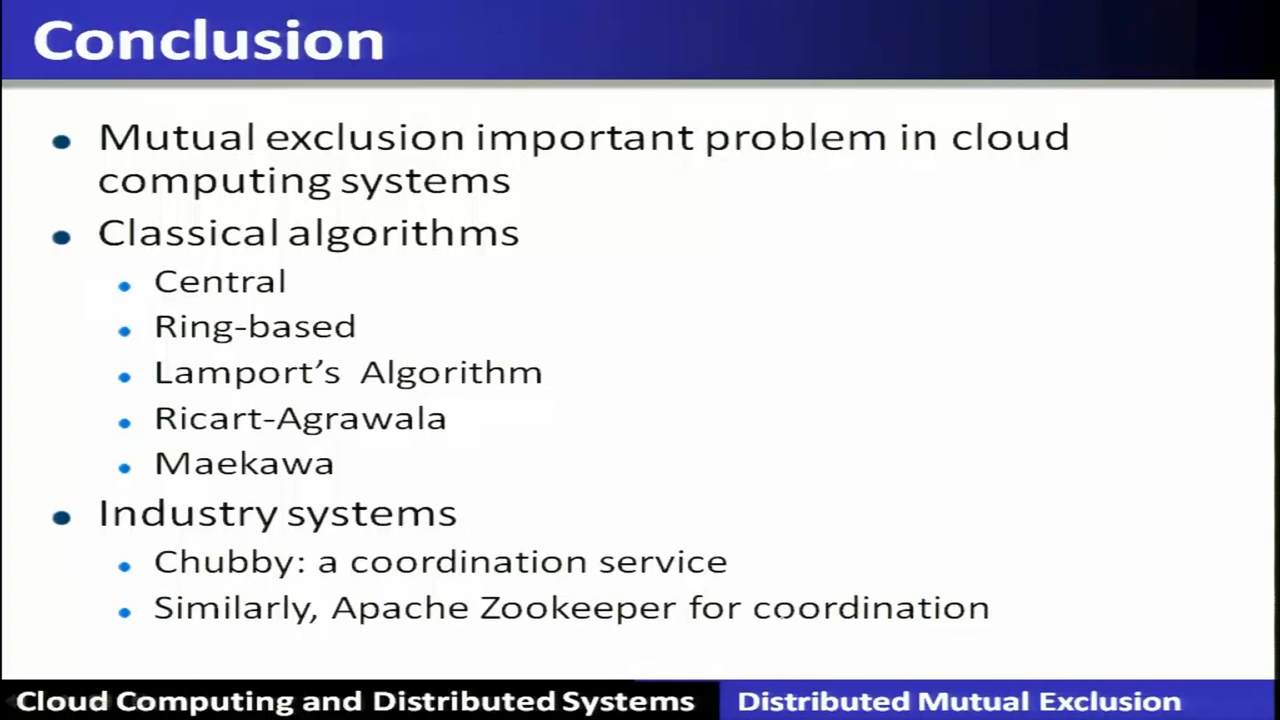 Conclusion
Mutual exclusion important problem in cloud
computing systems
Classical algorithms
Central
Ring-based
Lamport’s Algorithm
Ricart-Agrawala
Maekawa
Industry systems
Chubby: a coordination service
Similarly, Apache Zookeeper for coordination
Cloud Computing and Distributed Systems
Distributed Mutual Exclusion